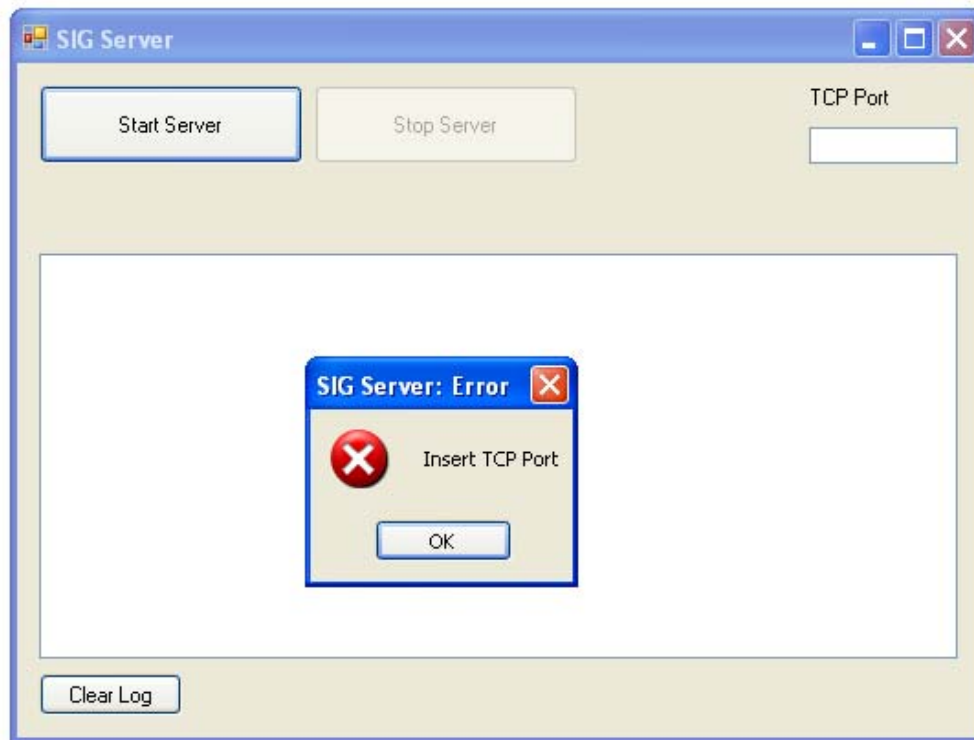 SIG Server
Start Server
Stop Server
TCP Port
SIG Server: Error
Insert TCP Port
OK
Clear Log